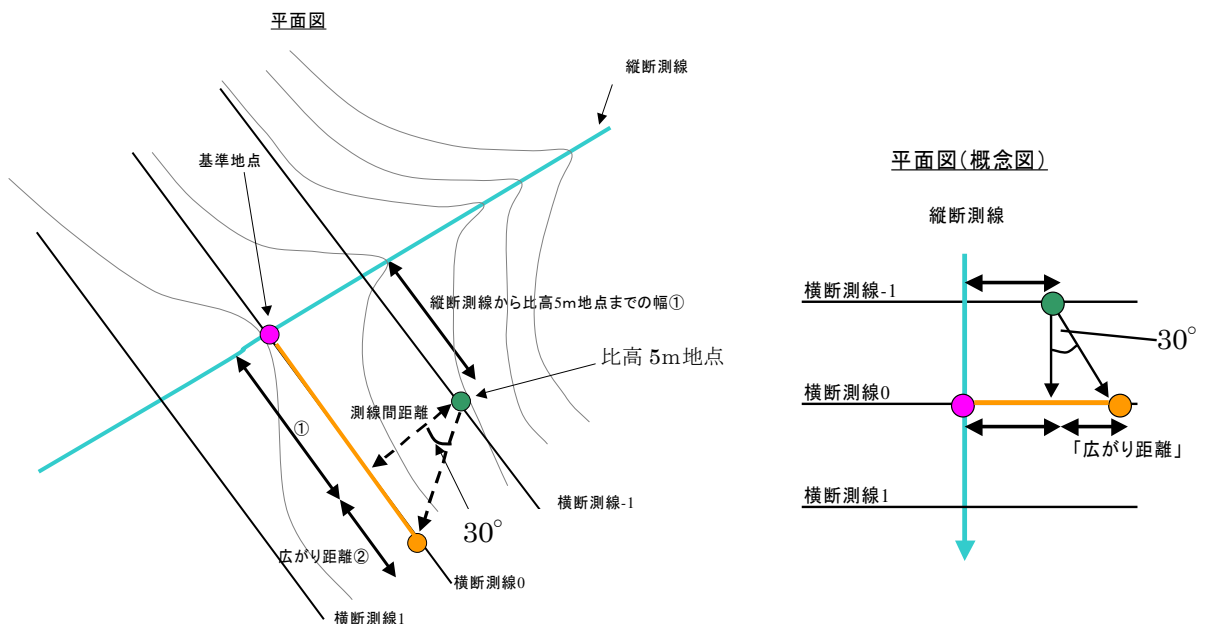 平面図
縦断測線
基準地点
縦断測線から比高5m地点までの幅①
比高 5m地点
測線間距離
①
30°
広がり距離②
横断測線-1
横断測線0
横断測線1
平面図(概念図)
縦断測線
横断測線-1
30°
横断測線0
「広がり距離」
横断測線1